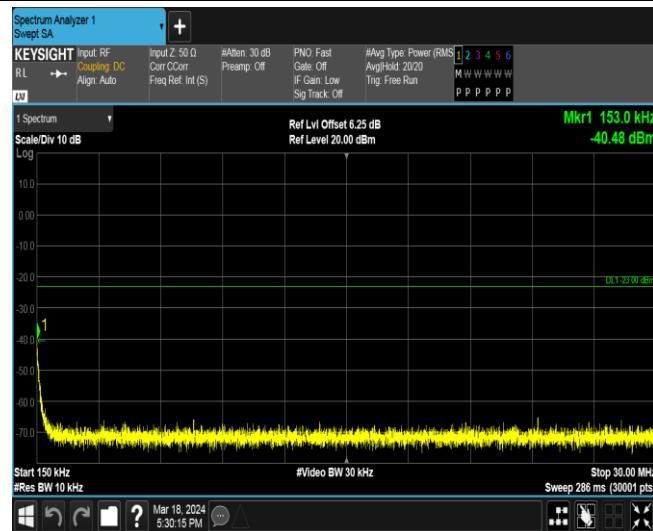 Spectrum Analyzer 1
Swept SA
+
KEYSIGHT
RL
LXI
Input: RF
Coupling: DC
Align: Auto
Input Z: 50 Ω
Corr CCorr
Freq Ref: Int (S)
#Atten: 30 dB
Preamp: Off
PNO: Fast
Gate: Off
IF Gain: Low
Sig Track: Off
#Avg Type: Power (RMS
Avg|Hold: 20/20
Trig: Free Run
1 2 3 4 5 6
M W W W W W
P P P P P P
1 Spectrum
Scale/Div 10 dB
Ref Lvl Offset 6.25 dB
Ref Level 20.00 dBm
Mkr1 153.0 kHz
-40.48 dBm
Log
10.0
0.00
-10.0
-20.0
DL1 -23.00 dBm
-30.0
1
-40.0
-50.0
-60.0
-70.0
Start 150 kHz
#Video BW 30 kHz
Stop 30.00 MHz
#Res BW 10 kHz
Sweep 286 ms (30001 pts
?
Mar 18, 2024
5:30:15 PM